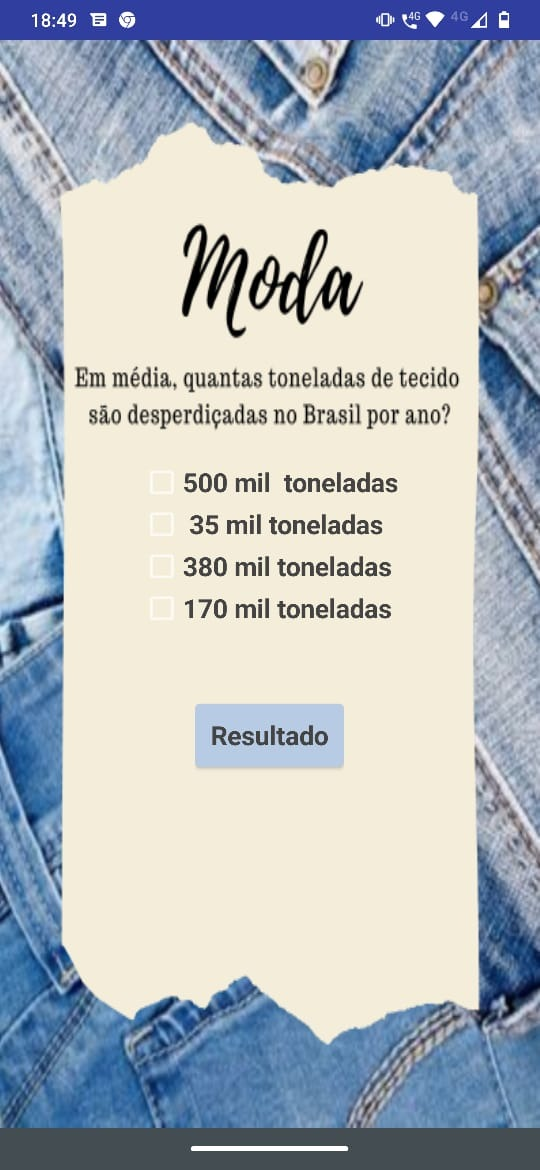 18:49
4G 4G
Moda
Em média, quantas toneladas de tecido
são desperdiçadas no Brasil por ano?
500 mil  toneladas
35 mil toneladas
380 mil toneladas
170 mil toneladas
Resultado